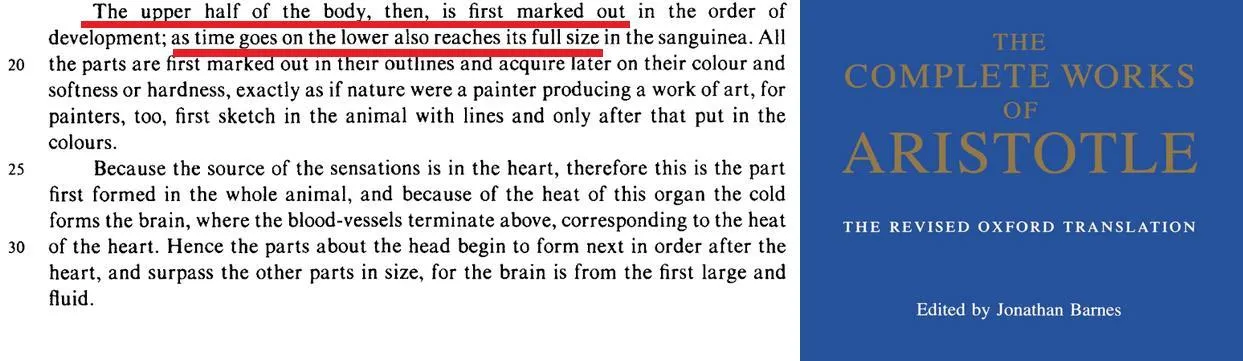 The upper half of the body, then, is first marked out in the order of
development; as time goes on the lower also reaches its full size in the sanguinea. All
20 the parts are first marked out in their outlines and acquire later on their colour and
softness or hardness, exactly as if nature were a painter producing a work of art, for
painters, too, first sketch in the animal with lines and only after that put in the
colours.
25 Because the source of the sensations is in the heart, therefore this is the part
first formed in the whole animal, and because of the heat of this organ the cold
forms the brain, where the blood-vessels terminate above, corresponding to the heat
30 of the heart. Hence the parts about the head begin to form next in order after the
heart, and surpass the other parts in size, for the brain is from the first large and
fluid.
THE
COMPLETE WORKS
OF
ARISTOTLE
THE REVISED OXFORD TRANSLATION
Edited by Jonathan Barnes